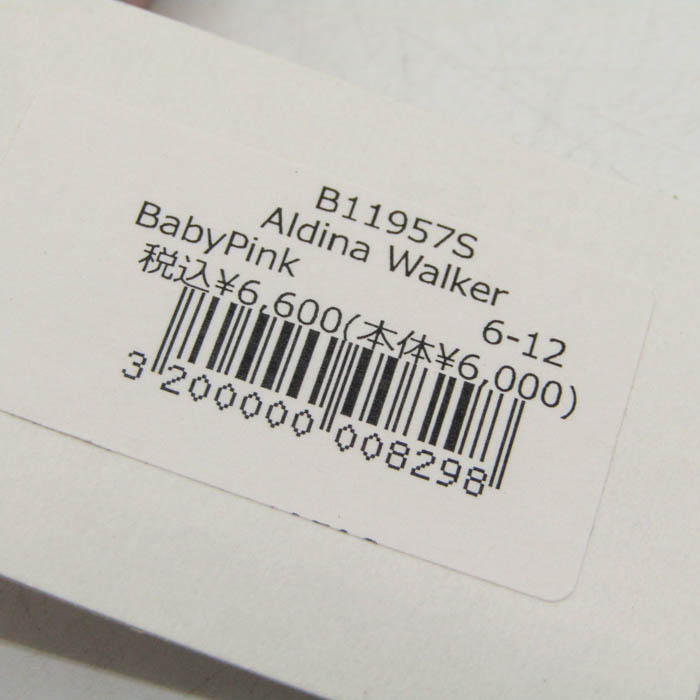 B11957S
Aldina Walker
BabyPink 6-12
税込¥6,600(本体¥6,000)
3 200000 008298